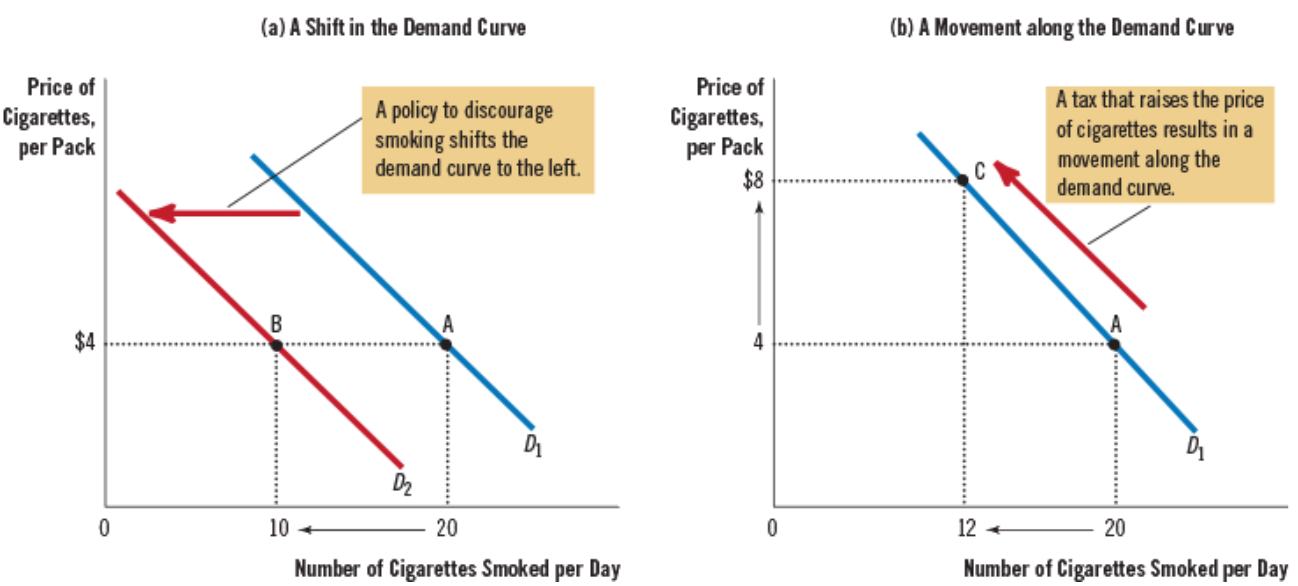 (a) A Shift in the Demand Curve
Price of
Cigarettes,
per Pack
A policy to discourage
smoking shifts the
demand curve to the left.
$4
B
A
D1
D2
0
10
20
Number of Cigarettes Smoked per Day
(b) A Movement along the Demand Curve
Price of
Cigarettes,
per Pack
A tax that raises the price
of cigarettes results in a
movement along the
demand curve.
$8
C
4
A
D1
0
12
20
Number of Cigarettes Smoked per Day